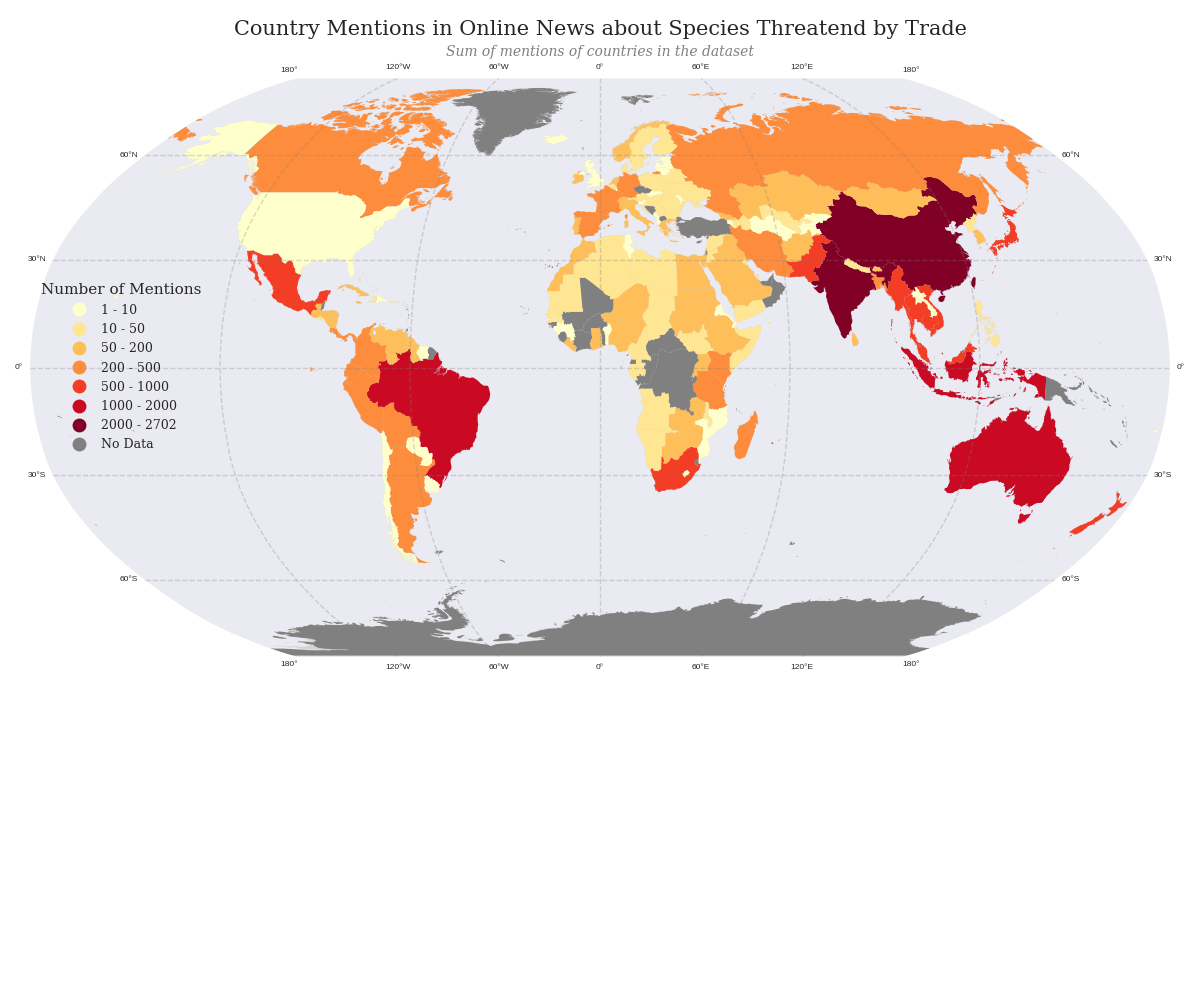 Country Mentions in Online News about Species Threatend by Trade
Sum of mentions of countries in the dataset
180° 120°W 60°W 0° 60°E 120°E 180°
60°N 60°N
30°N 30°N
Number of Mentions
1 - 10
10 - 50
50 - 200
0° 200 - 500 0°
500 - 1000
1000 - 2000
2000 - 2702
No Data
30°S 30°S
60°S 60°S
180° 120°W 60°W 0° 60°E 120°E 180°